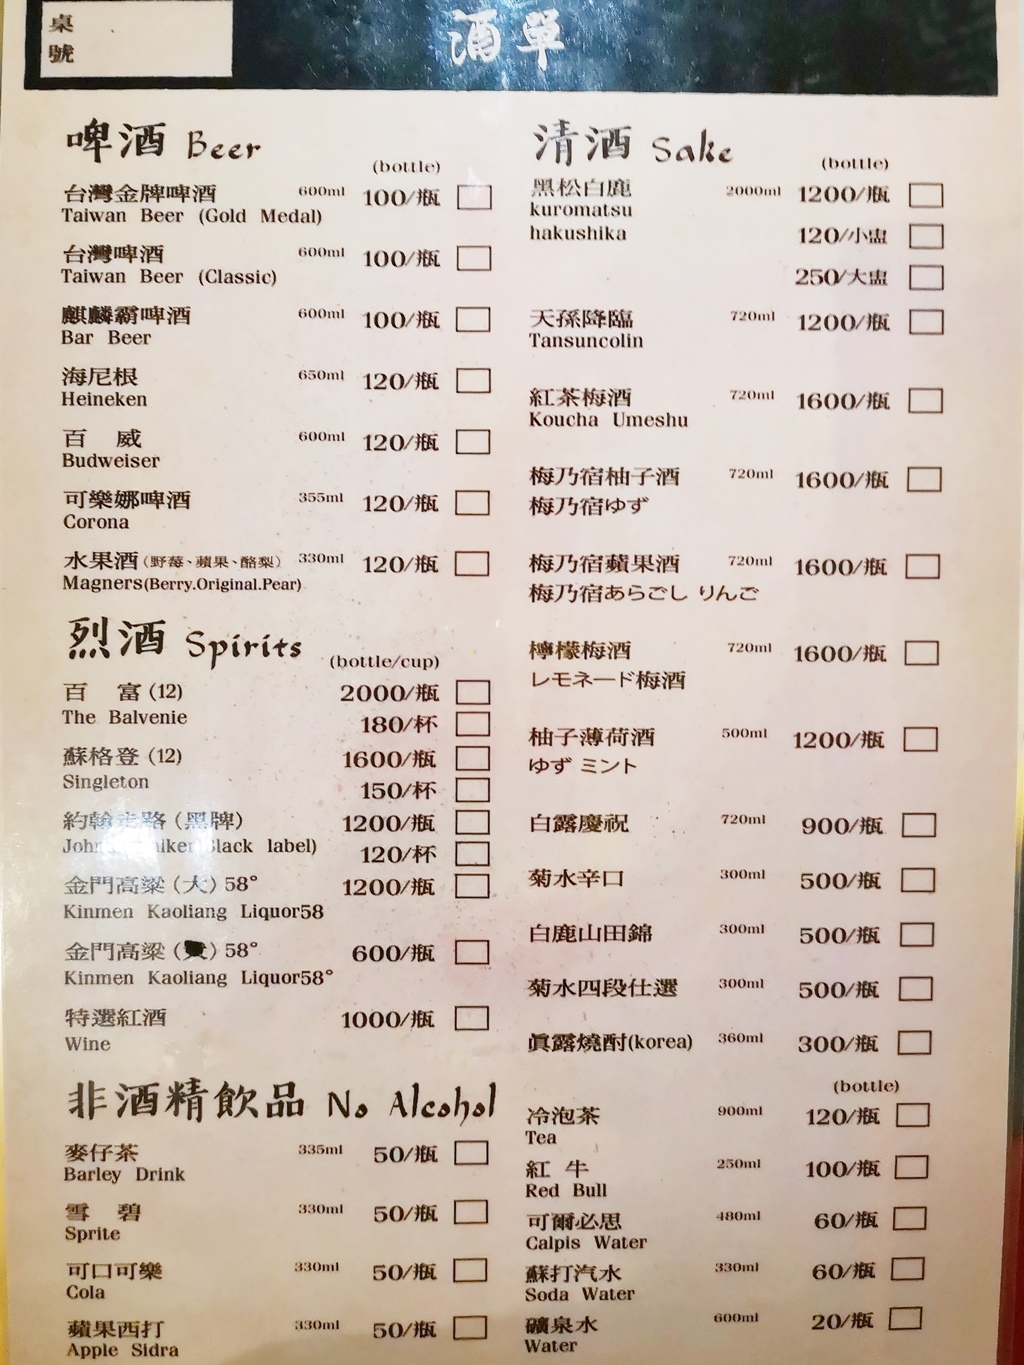 桌
號
酒單
啤酒 Beer
(bottle)
台灣金牌啤酒 600ml 100/瓶
Taiwan Beer (Gold Medal)
台灣啤酒 600ml 100/瓶
Taiwan Beer (Classic)
麒麟霸啤酒 600ml 100/瓶
Bar Beer
海尼根 650ml 120/瓶
Heineken
百 威 600ml 120/瓶
Budweiser
可樂娜啤酒 355ml 120/瓶
Corona
水果酒(野莓、蘋果、酪梨) 330ml 120/瓶
Magners(Berry.Original.Pear)
烈酒 Spirits
(bottle/cup)
百 富(12) 2000/瓶
The Balvenie 180/杯
蘇格登(12) 1600/瓶
Singleton 150/杯
約翰走路(黑牌) 1200/瓶
label) 120/杯
金門高粱(大) 58° 1200/瓶
Kinmen Kaoliang Liquor58
金門高粱( ) 58° 600/瓶
Kinmen Kaoliang Liquor58°
特選紅酒 1000/瓶
Wine
非酒精飲品 No Alcohol
麥仔茶 335ml 50/瓶
Barley Drink
雪 碧 330ml 50/瓶
Sprite
可口可樂 330ml 50/瓶
Cola
蘋果西打 330ml 50/瓶
Apple Sidra
清酒 Sake
(bottle)
黑松白鹿 2000ml 1200/瓶
kuromatsu
hakushika 120/小盅
250/大盅
天孫降臨 720ml 1200/瓶
Tansuncolin
紅茶梅酒 720ml 1600/瓶
Koucha Umeshu
梅乃宿柚子酒 720ml 1600/瓶
梅乃宿ゆず
梅乃宿蘋果酒 720ml 1600/瓶
梅乃宿あらごし りんご
檸檬梅酒 720ml 1600/瓶
レモネード梅酒
柚子薄荷酒 500ml 1200/瓶
ゆず ミント
白露慶祝 720ml 900/瓶
菊水辛口 300ml 500/瓶
白鹿山田錦 300ml 500/瓶
菊水四段仕選 300ml 500/瓶
眞露燒酎(korea) 360ml 300/瓶
(bottle)
冷泡茶 900ml 120/瓶
Tea
紅 牛 250ml 100/瓶
Red Bull
可爾必思 480ml 60/瓶
Calpis Water
蘇打汽水 330ml 60/瓶
Soda Water
礦泉水 600ml 20/瓶
Water